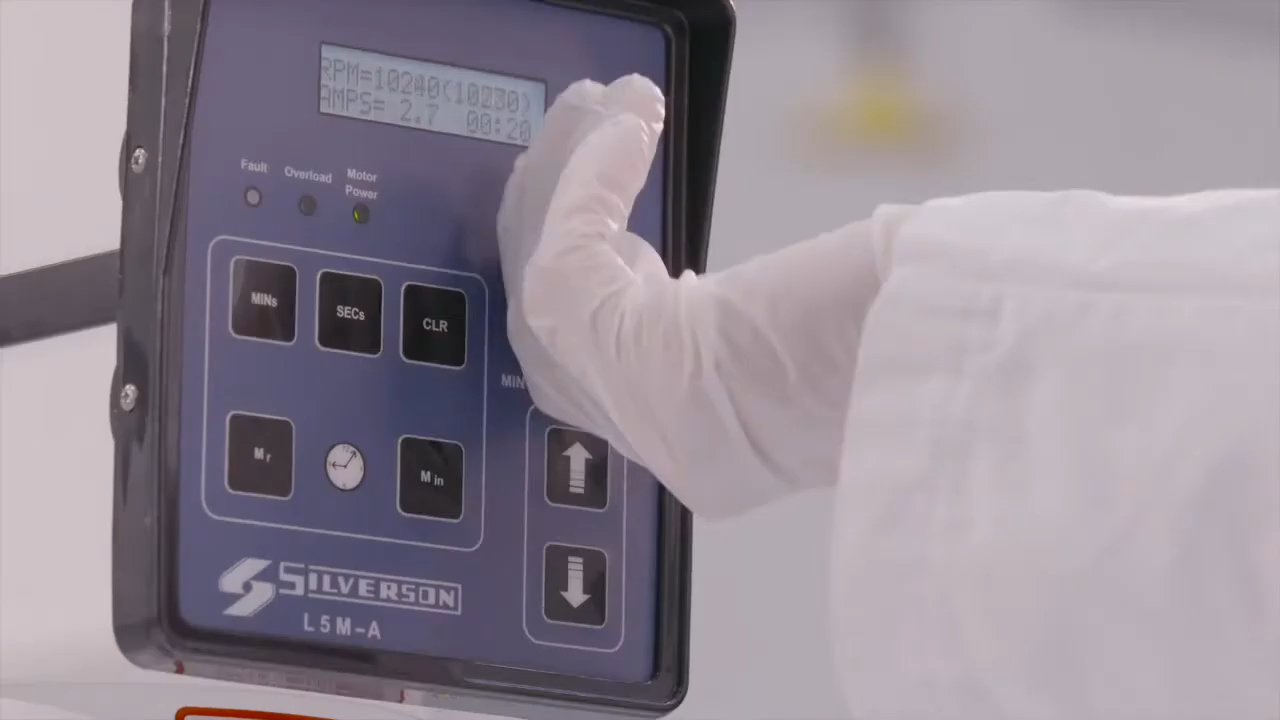 RPM=10240(10230)
AMPS= 2.7 00:20
Fault
Overload
Motor
Power
MINs
SECs
CLR
MIN
Mr
Min
SILVERSON
L5M-A